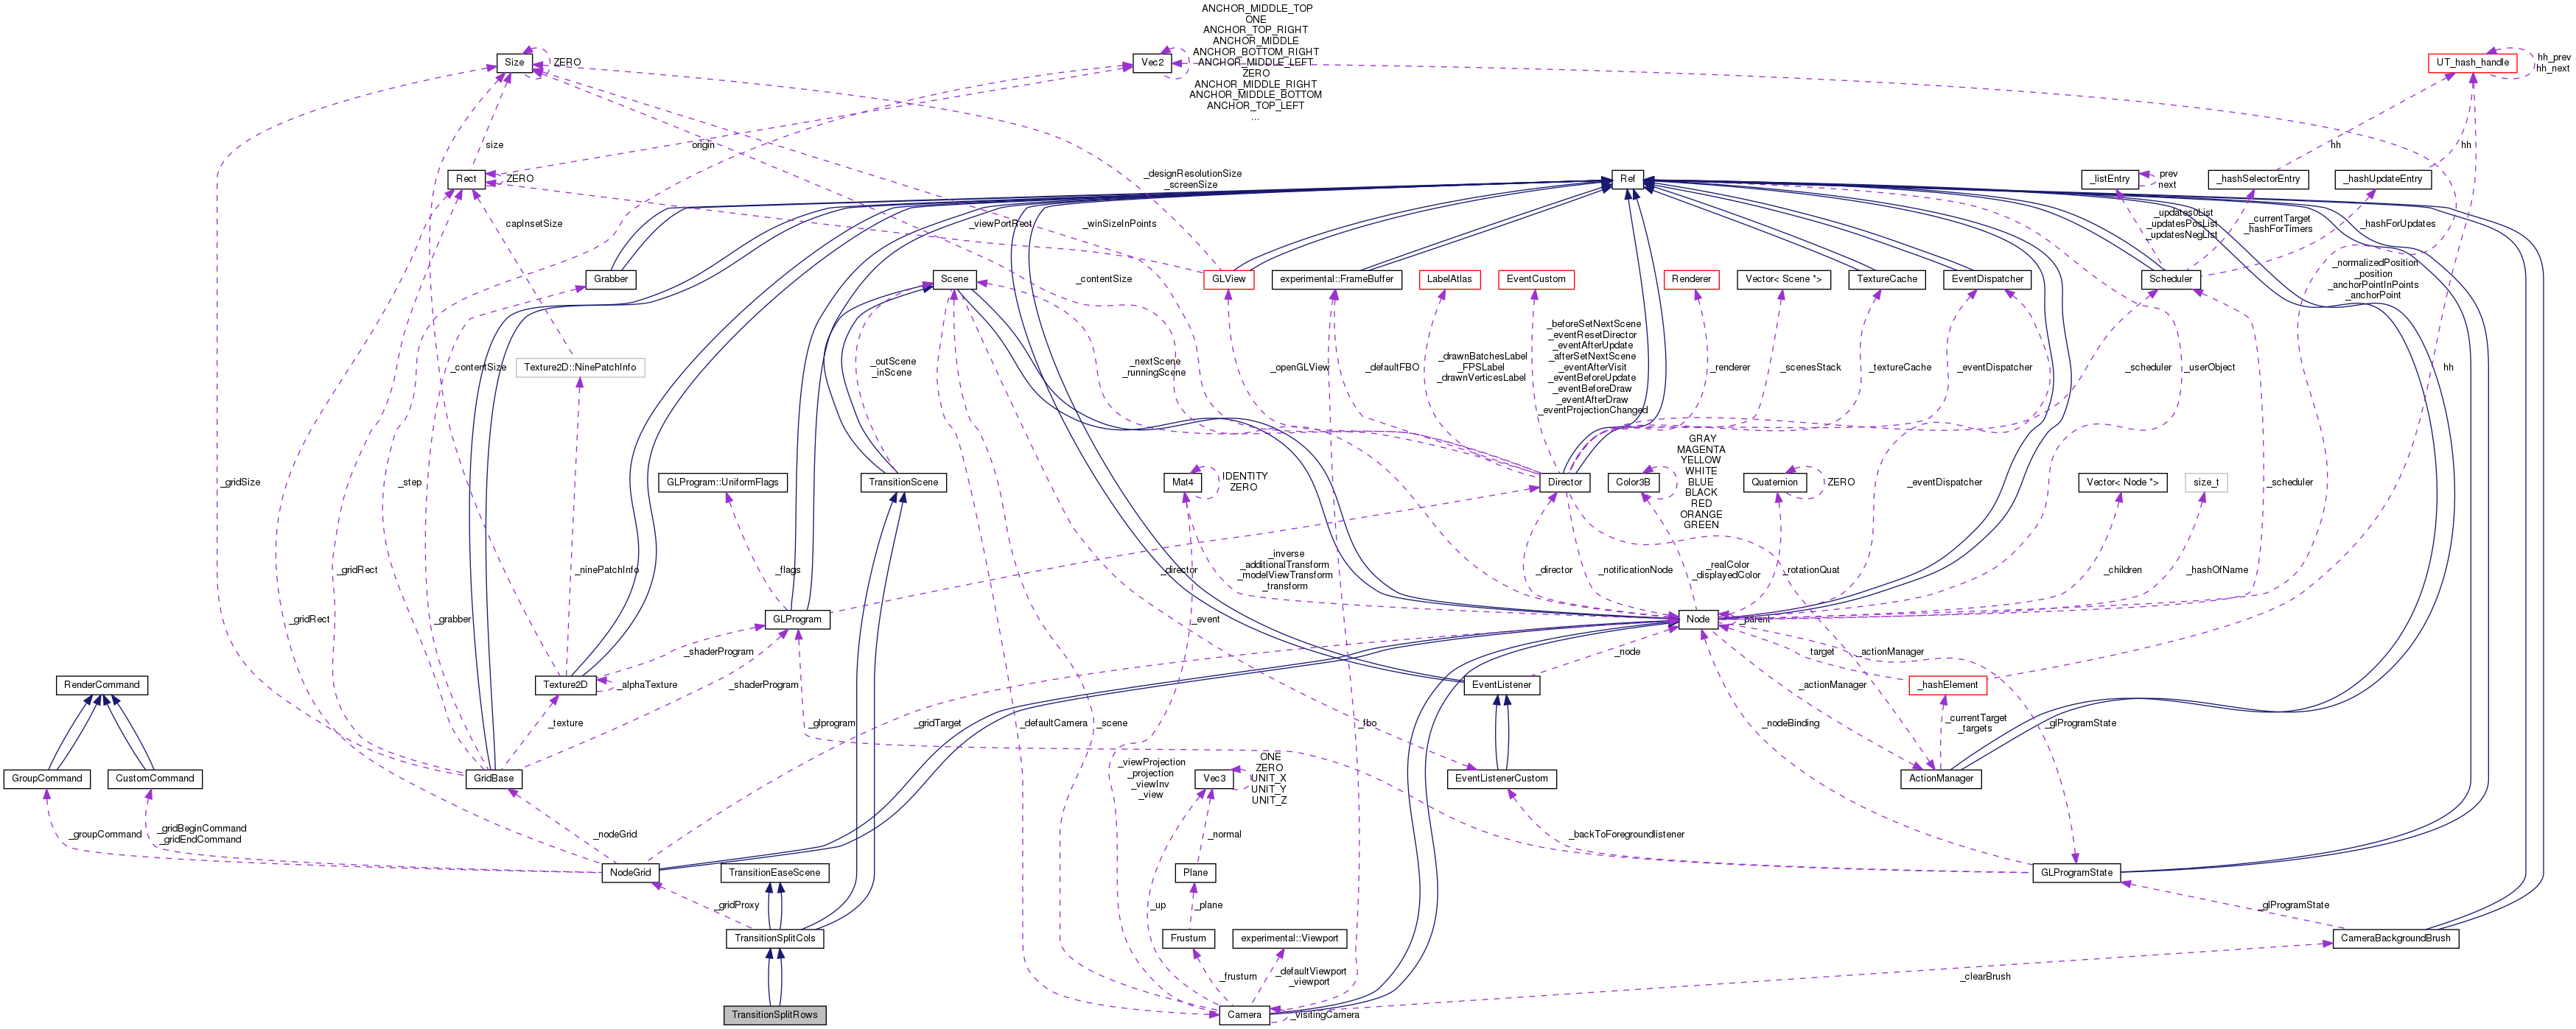 ANCHOR_MIDDLE_TOP
ONE
ANCHOR_TOP_RIGHT
ANCHOR_MIDDLE
ANCHOR_BOTTOM_RIGHT
ANCHOR_MIDDLE_LEFT
ZERO
ANCHOR_MIDDLE_RIGHT
ANCHOR_MIDDLE_BOTTOM
ANCHOR_TOP_LEFT
...
Size
ZERO
Vec2
UT_hash_handle
hh_prev
hh_next
size
origin
hh
hh
Rect
ZERO
_designResolutionSize
_screenSize
Ref
_listEntry
prev
next
_hashSelectorEntry
_hashUpdateEntry
capInsetSize
_viewPortRect
_winSizeInPoints
_updates0List
_updatesPosList
_updatesNegList
_currentTarget
_hashForTimers
_hashForUpdates
Grabber
Scene
_contentSize
GLView
experimental::FrameBuffer
LabelAtlas
EventCustom
Renderer
Vector< Scene *>
TextureCache
EventDispatcher
Scheduler
_normalizedPosition
_position
_anchorPointInPoints
_anchorPoint
Texture2D::NinePatchInfo
_contentSize
_outScene
_inScene
_nextScene
_runningScene
_openGLView
_defaultFBO
_drawnBatchesLabel
_FPSLabel
_drawnVerticesLabel
_beforeSetNextScene
_eventResetDirector
_eventAfterUpdate
_afterSetNextScene
_eventAfterVisit
_eventBeforeUpdate
_eventBeforeDraw
_eventAfterDraw
_eventProjectionChanged
_renderer
_scenesStack
_textureCache
_eventDispatcher
_scheduler
_userObject
hh
_gridSize
_step
GLProgram::UniformFlags
TransitionScene
Mat4
IDENTITY
ZERO
Director
Color3B
GRAY
MAGENTA
YELLOW
WHITE
BLUE
BLACK
RED
ORANGE
GREEN
Quaternion
ZERO
_eventDispatcher
Vector< Node *>
size_t
_scheduler
_gridRect
_ninePatchInfo
_flags
_director
_inverse
_additionalTransform
_modelViewTransform
_transform
_director
_notificationNode
_realColor
_displayedColor
_rotationQuat
_children
_hashOfName
_gridRect
_grabber
GLProgram
_event
Node
_parent
_shaderProgram
_node
target
_actionManager
RenderCommand
Texture2D
_alphaTexture
_shaderProgram
EventListener
_actionManager
_hashElement
_texture
_glprogram
_gridTarget
_defaultCamera
_scene
_fbo
_nodeBinding
_currentTarget
_targets
_glProgramState
GroupCommand
CustomCommand
GridBase
_viewProjection
_projection
_viewInv
_view
Vec3
ONE
ZERO
UNIT_X
UNIT_Y
UNIT_Z
EventListenerCustom
ActionManager
_groupCommand
_gridBeginCommand
_gridEndCommand
_nodeGrid
_normal
_backToForegroundlistener
NodeGrid
TransitionEaseScene
Plane
GLProgramState
_gridProxy
_up
_plane
_glProgramState
TransitionSplitCols
Frustum
experimental::Viewport
CameraBackgroundBrush
_frustum
_defaultViewport
_viewport
_clearBrush
TransitionSplitRows
Camera
_visitingCamera